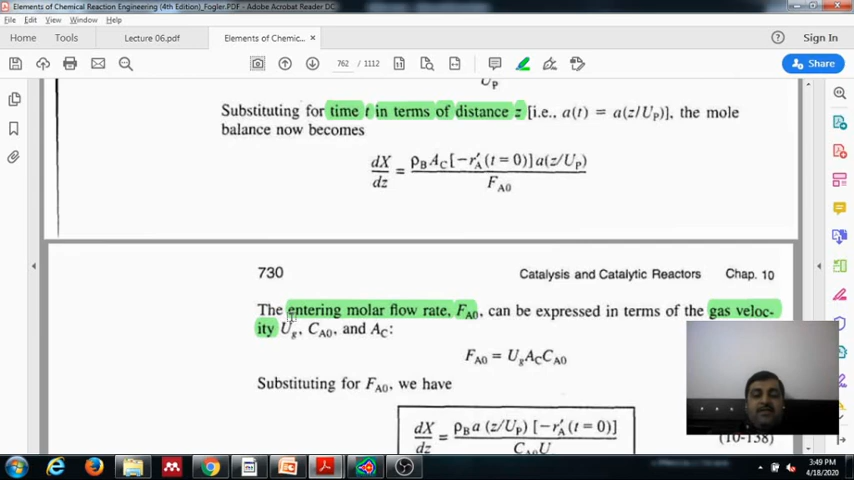 Elements of Chemical Reaction Engineering (4th Edition)_Fogler.PDF - Adobe Acrobat Reader DC
File Edit View Window Help
Home Tools Lecture 06.pdf Elements of Chemic... × Sign In
762 / 1112 Share
U_P
Substituting for time t in terms of distance z [i.e., a(t) = a(z/U_P)], the mole
balance now becomes
dX/dz = ρ_B A_C [−r′_A (t = 0)] a(z/U_P) / F_A0
730 Catalysis and Catalytic Reactors Chap. 10
The entering molar flow rate, F_A0, can be expressed in terms of the gas veloc-
ity U_g, C_A0, and A_C:
F_A0 = U_g A_C C_A0
Substituting for F_A0, we have
dX/dz = ρ_B a (z/U_P) [−r′_A (t = 0)] / C_A0 U
(10-138)
3:49 PM
4/18/2020